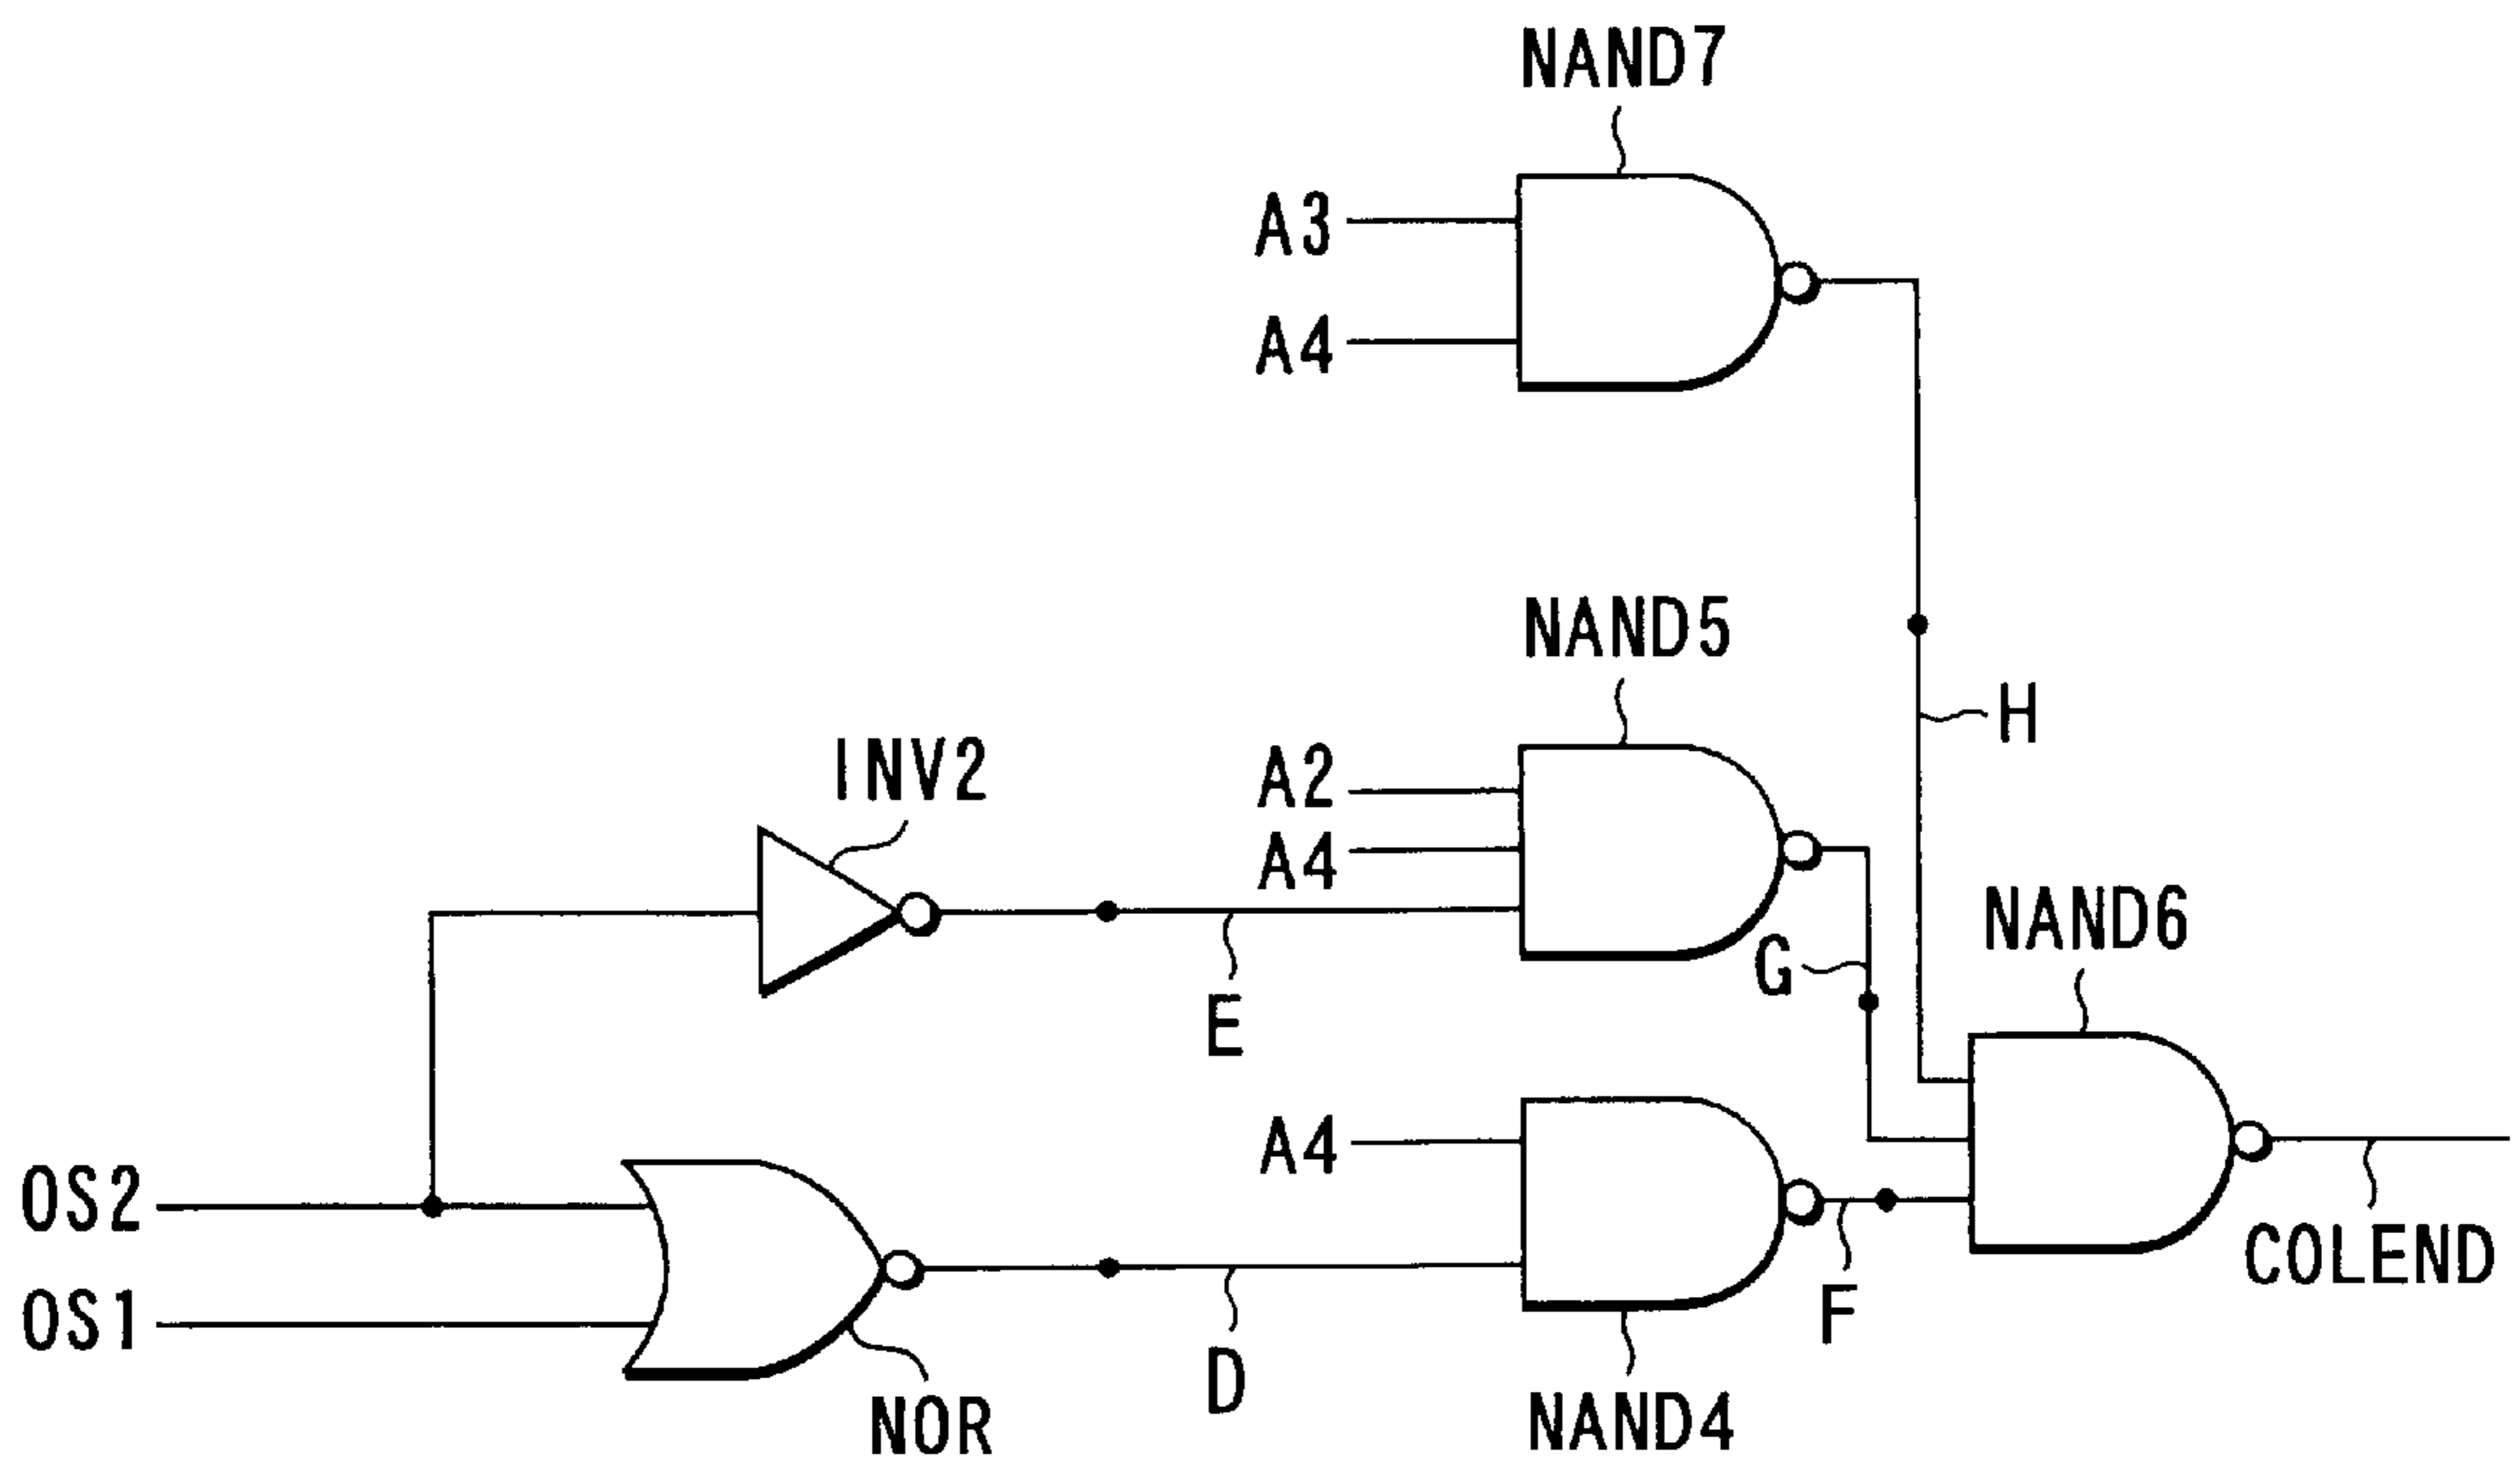 NAND7
A3
A4
NAND5
H
INV2
A2
A4
NAND6
G
E
A4
OS2
OS1
COLEND
F
D
NOR
NAND4